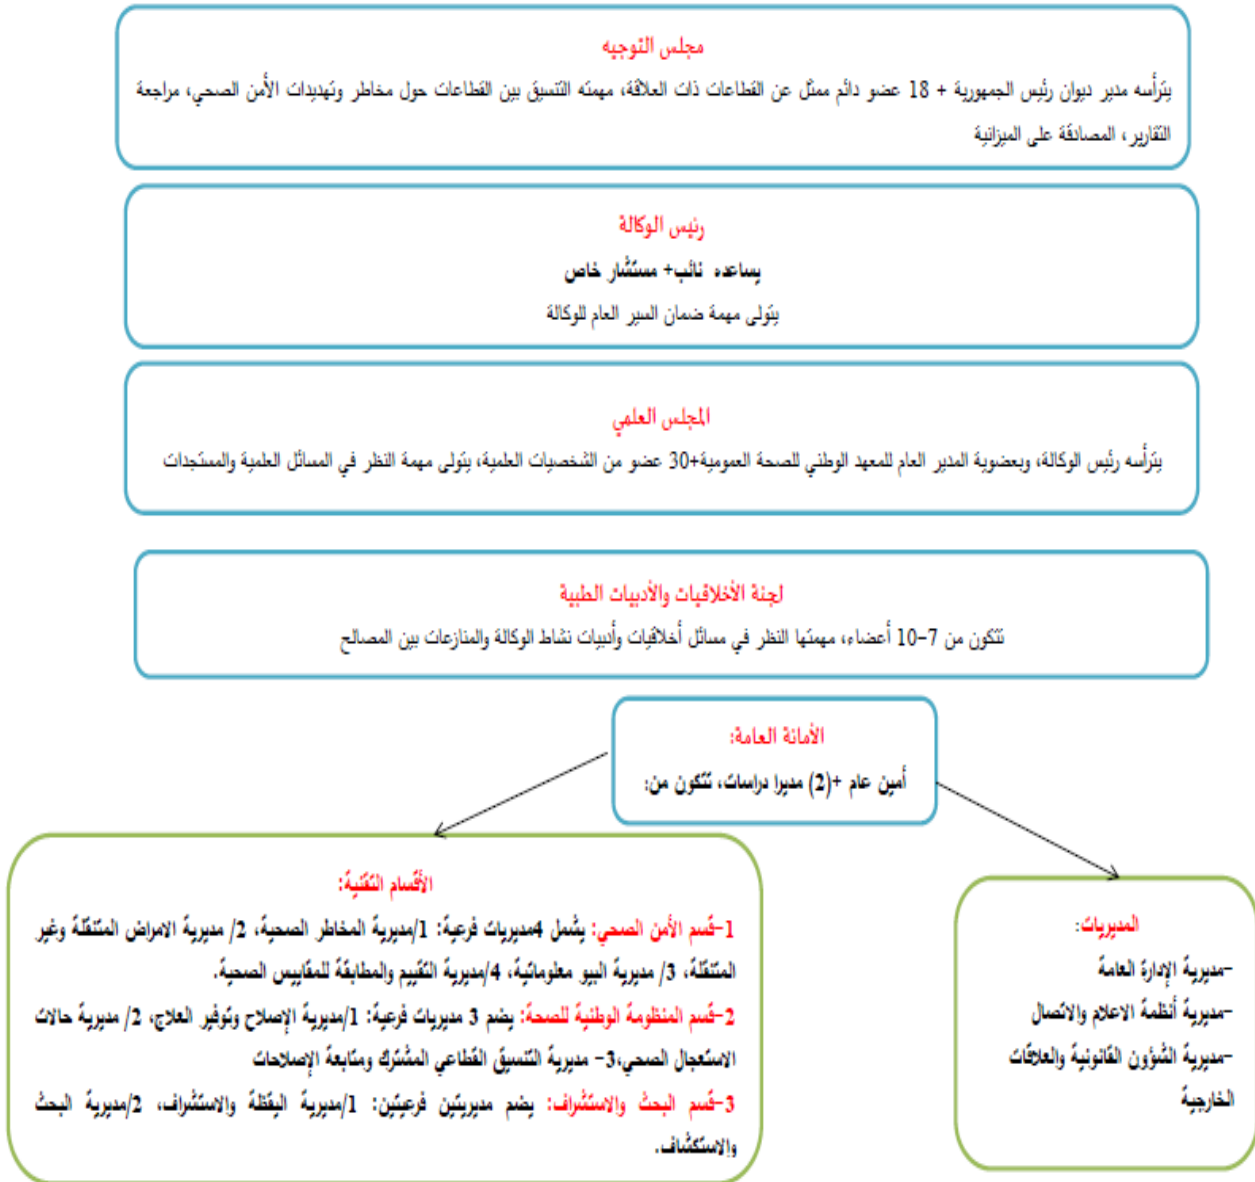 مجلس التوجيه
يترأسه مدير ديوان رئيس الجمهورية + 18 عضو دائم ممثل عن القطاعات ذات العلاقة، مهمته التنسيق بين القطاعات حول مخاطر وتهديدات الأمن الصحي، مراجعة
التقارير، المصادقة على الميزانية
رئيس الوكالة
يساعده نائب+ مستشار خاص
يتولى مهمة ضمان السير العام للوكالة
المجلس العلمي
يترأسه رئيس الوكالة، وبعضوية المدير العام للمعهد الوطني للصحة العمومية+30 عضو من الشخصيات العلمية، يتولى مهمة النظر في المسائل العلمية والمستجدات
لجنة الأخلاقيات والأدبيات الطبية
تتكون من 7-10 أعضاء، مهمتها النظر في مسائل أخلاقيات وأدبيات نشاط الوكالة والمنازعات بين المصالح
الأمانة العامة:
أمين عام +(2) مديرا دراسات، تتكون من:
المديريات:
-مديرية الإدارة العامة
-مديرية أنظمة الاعلام والاتصال
-مديرية الشؤون القانونية والعلاقات
الخارجية
الأقسام التقنية:
1-قسم الأمن الصحي: يشمل 4مديريات فرعية: 1/مديرية المخاطر الصحية، 2/ مديرية الامراض المتنقلة وغير
المتنقلة، 3/ مديرية البيو معلوماتية، 4/مديرية التقييم والمطابقة للمقاييس الصحية.
2-قسم المنظومة الوطنية للصحة: يضم 3 مديريات فرعية: 1/مديرية الإصلاح وتوفير العلاج، 2/ مديرية حالات
الاستعجال الصحي،3- مديرية التنسيق القطاعي المشترك ومتابعة الإصلاحات
3-قسم البحث والاستشراف: يضم مديريتين فرعيتين: 1/مديرية اليقظة والاستشراف، 2/مديرية البحث
والاستكشاف.